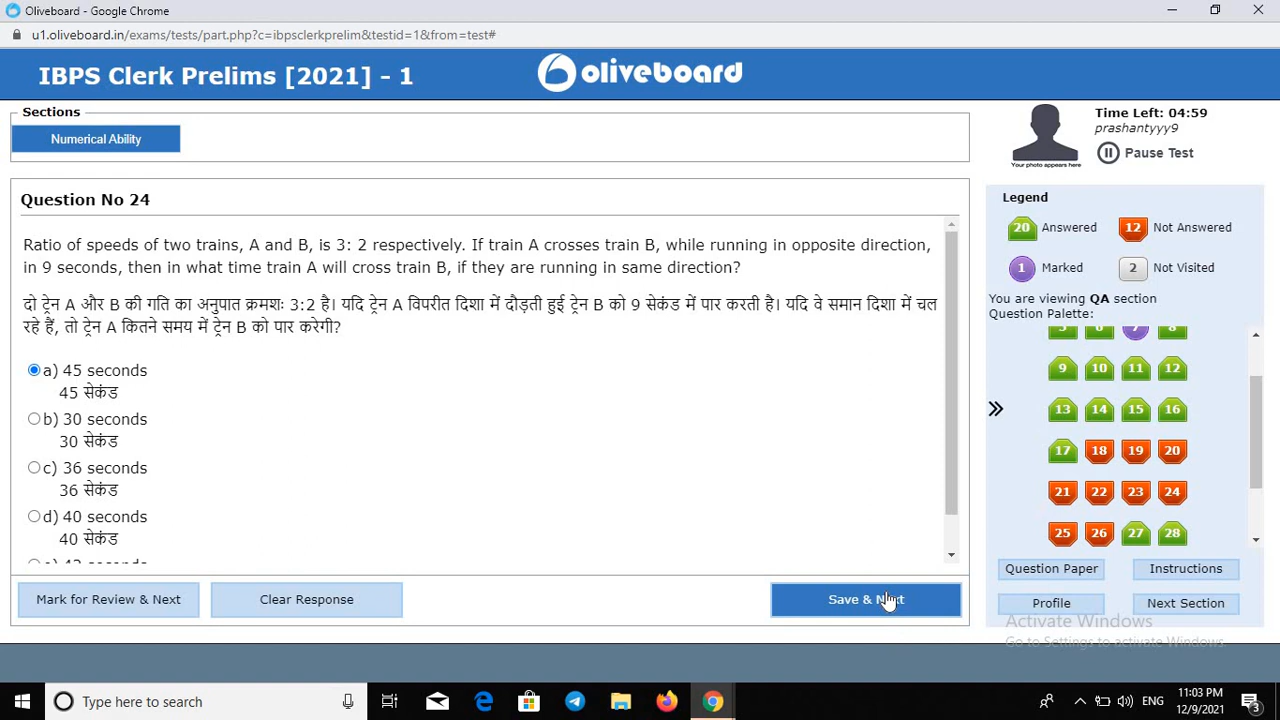 Oliveboard - Google Chrome
u1.oliveboard.in/exams/tests/part.php?c=ibpsclerkprelim&testid=1&from=test#
IBPS Clerk Prelims [2021] - 1
oliveboard
Sections
Numerical Ability
Time Left: 04:59
prashantyyy9
Pause Test
Your photo appears here
Question No 24
Ratio of speeds of two trains, A and B, is 3: 2 respectively. If train A crosses train B, while running in opposite direction,
in 9 seconds, then in what time train A will cross train B, if they are running in same direction?
दो ट्रेन A और B की गति का अनुपात क्रमशः 3:2 है। यदि ट्रेन A विपरीत दिशा में दौड़ती हुई ट्रेन B को 9 सेकंड में पार करती है। यदि वे समान दिशा में चल
रहे हैं, तो ट्रेन A कितने समय में ट्रेन B को पार करेगी?
a) 45 seconds
45 सेकंड
b) 30 seconds
30 सेकंड
c) 36 seconds
36 सेकंड
d) 40 seconds
40 सेकंड
Mark for Review & Next
Clear Response
Save & Next
Legend
20 Answered
12 Not Answered
1 Marked
2 Not Visited
You are viewing QA section
Question Palette:
5 6 7 8
9 10 11 12
13 14 15 16
17 18 19 20
21 22 23 24
25 26 27 28
Question Paper
Instructions
Profile
Next Section
Activate Windows
Go to Settings to activate Windows.
Type here to search
ENG
11:03 PM
12/9/2021
3